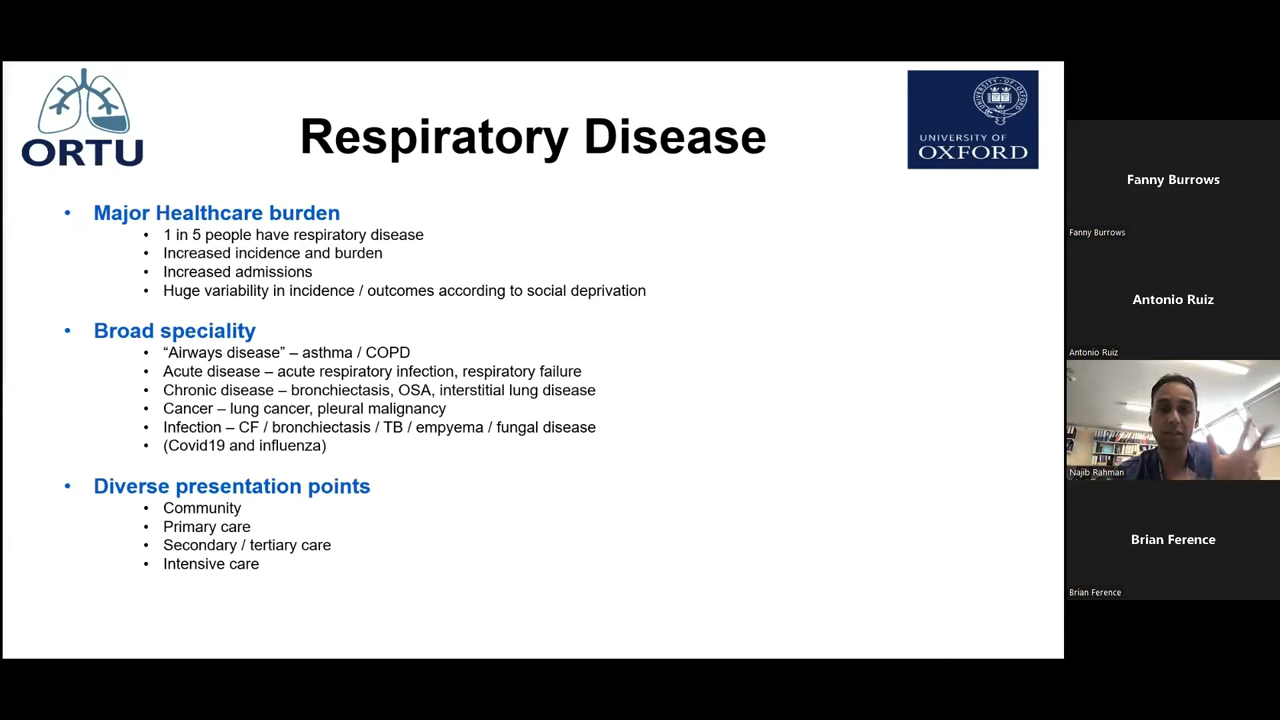 ORTU
Respiratory Disease
UNIVERSITY OF
OXFORD
• Major Healthcare burden
• 1 in 5 people have respiratory disease
• Increased incidence and burden
• Increased admissions
• Huge variability in incidence / outcomes according to social deprivation
• Broad speciality
• “Airways disease” – asthma / COPD
• Acute disease – acute respiratory infection, respiratory failure
• Chronic disease – bronchiectasis, OSA, interstitial lung disease
• Cancer – lung cancer, pleural malignancy
• Infection – CF / bronchiectasis / TB / empyema / fungal disease
• (Covid19 and influenza)
• Diverse presentation points
• Community
• Primary care
• Secondary / tertiary care
• Intensive care
Fanny Burrows
Fanny Burrows
Antonio Ruiz
Antonio Ruiz
Najib Rahman
Brian Ference
Brian Ference